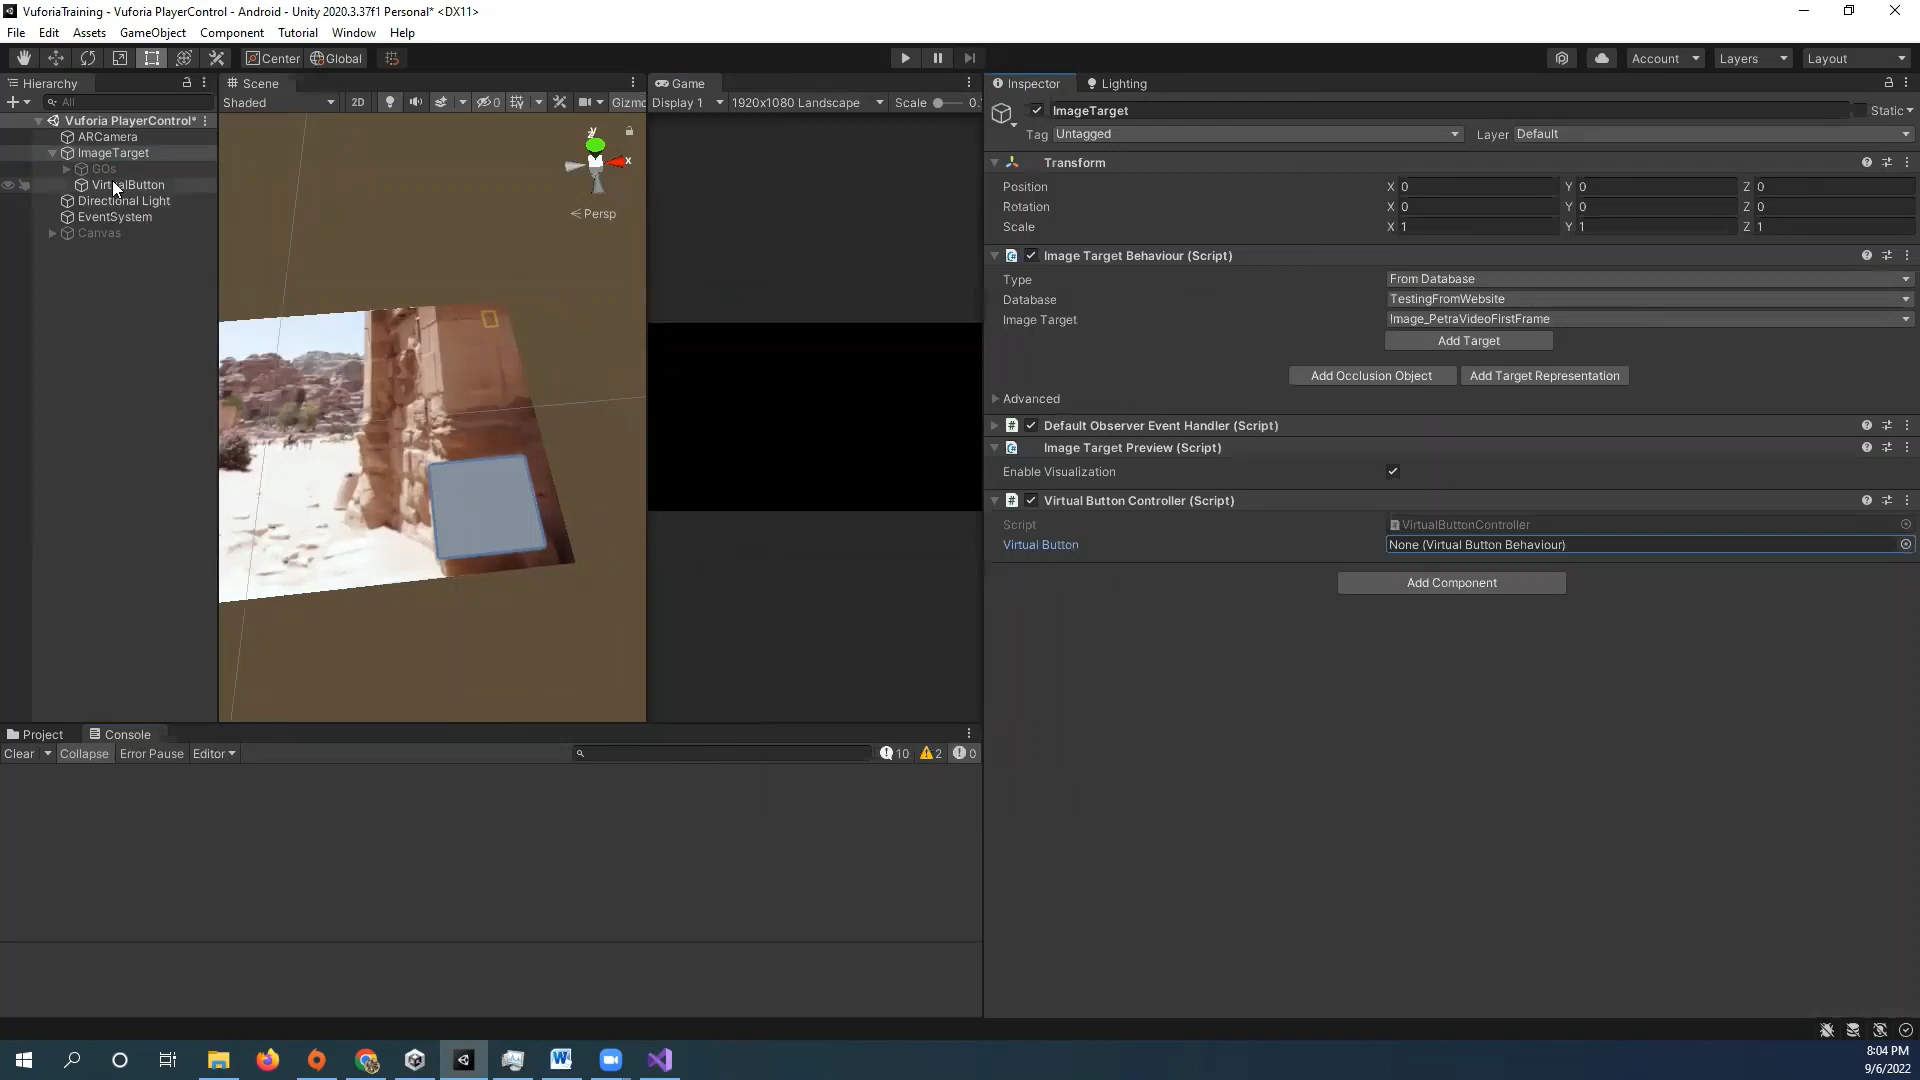 VuforiaTraining - Vuforia PlayerControl - Android - Unity 2020.3.37f1 Personal* <DX11>
File Edit Assets GameObject Component Tutorial Window Help
Center Global Account Layers Layout
Hierarchy
All
Vuforia PlayerControl*
ARCamera
ImageTarget
GOs
VirtualButton
Directional Light
EventSystem
Canvas
Scene
Shaded 2D 0 Gizmo
y
x
Persp
Game
Display 1 1920x1080 Landscape Scale 0.
Inspector Lighting
ImageTarget Static
Tag Untagged Layer Default
Transform
Position X 0 Y 0 Z 0
Rotation X 0 Y 0 Z 0
Scale X 1 Y 1 Z 1
Image Target Behaviour (Script)
Type From Database
Database TestingFromWebsite
Image Target Image_PetraVideoFirstFrame
Add Target
Add Occlusion Object Add Target Representation
Advanced
Default Observer Event Handler (Script)
Image Target Preview (Script)
Enable Visualization
Virtual Button Controller (Script)
Script VirtualButtonController
Virtual Button None (Virtual Button Behaviour)
Add Component
Project Console
Clear Collapse Error Pause Editor 10 2 0
8:04 PM
9/6/2022